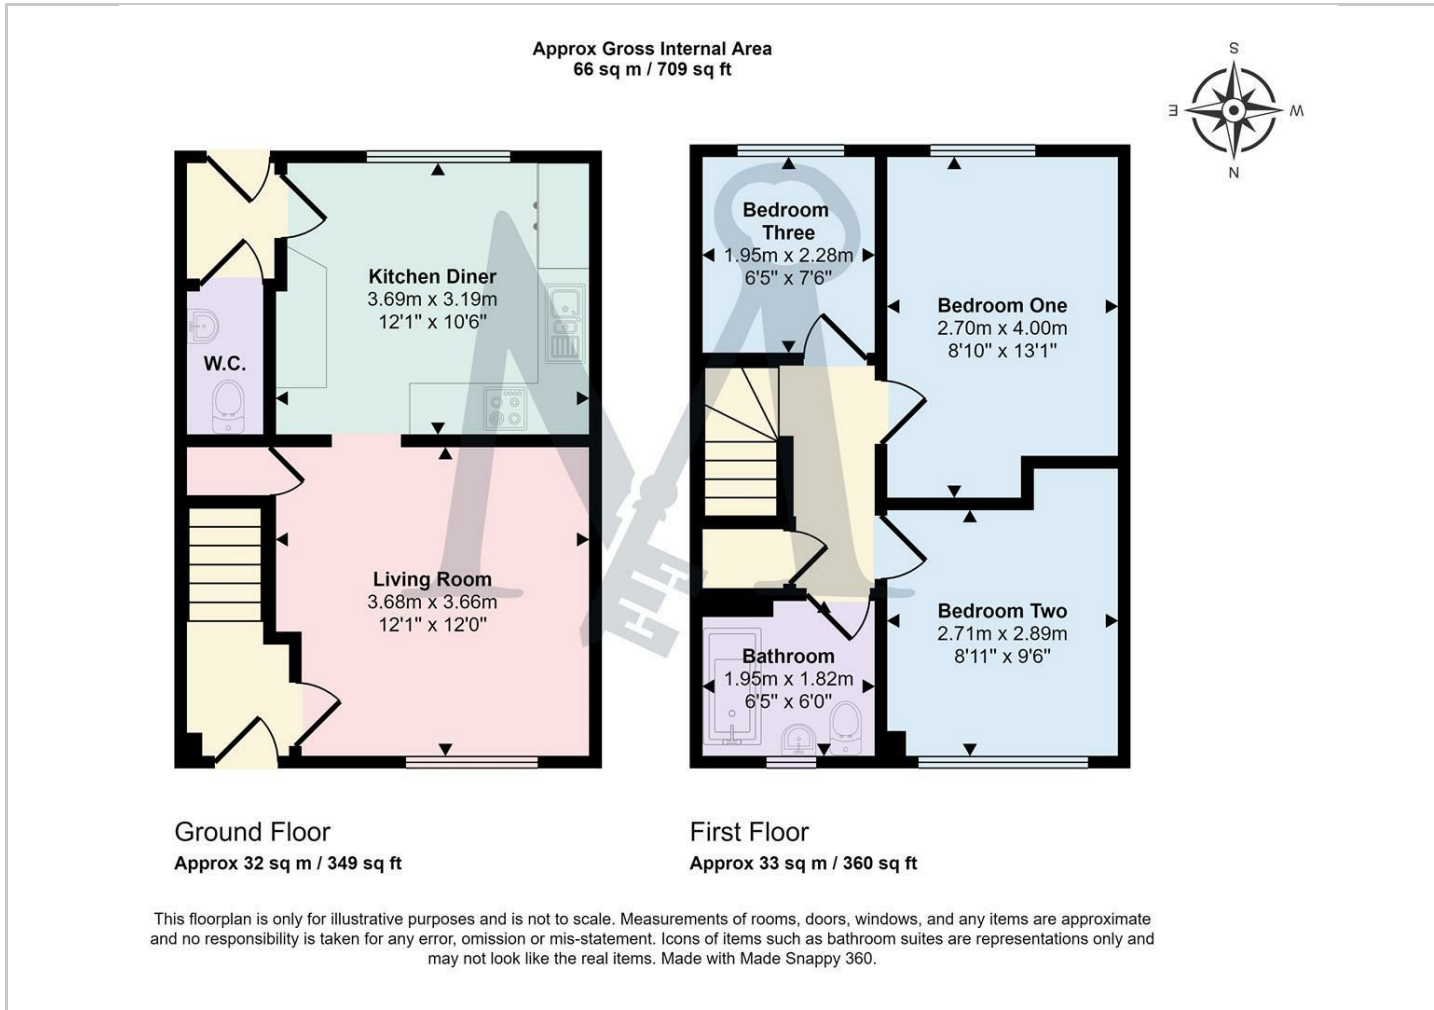 Approx Gross Internal Area
66 sq m / 709 sq ft
S
E
W
N
Kitchen Diner
3.69m x 3.19m
12'1" x 10'6"
W.C.
Living Room
3.68m x 3.66m
12'1" x 12'0"
Bedroom
Three
1.95m x 2.28m
6'5" x 7'6"
Bedroom One
2.70m x 4.00m
8'10" x 13'1"
Bedroom Two
2.71m x 2.89m
8'11" x 9'6"
Bathroom
1.95m x 1.82m
6'5" x 6'0"
Ground Floor
Approx 32 sq m / 349 sq ft
First Floor
Approx 33 sq m / 360 sq ft
This floorplan is only for illustrative purposes and is not to scale. Measurements of rooms, doors, windows, and any items are approximate
and no responsibility is taken for any error, omission or mis-statement. Icons of items such as bathroom suites are representations only and
may not look like the real items. Made with Made Snappy 360.